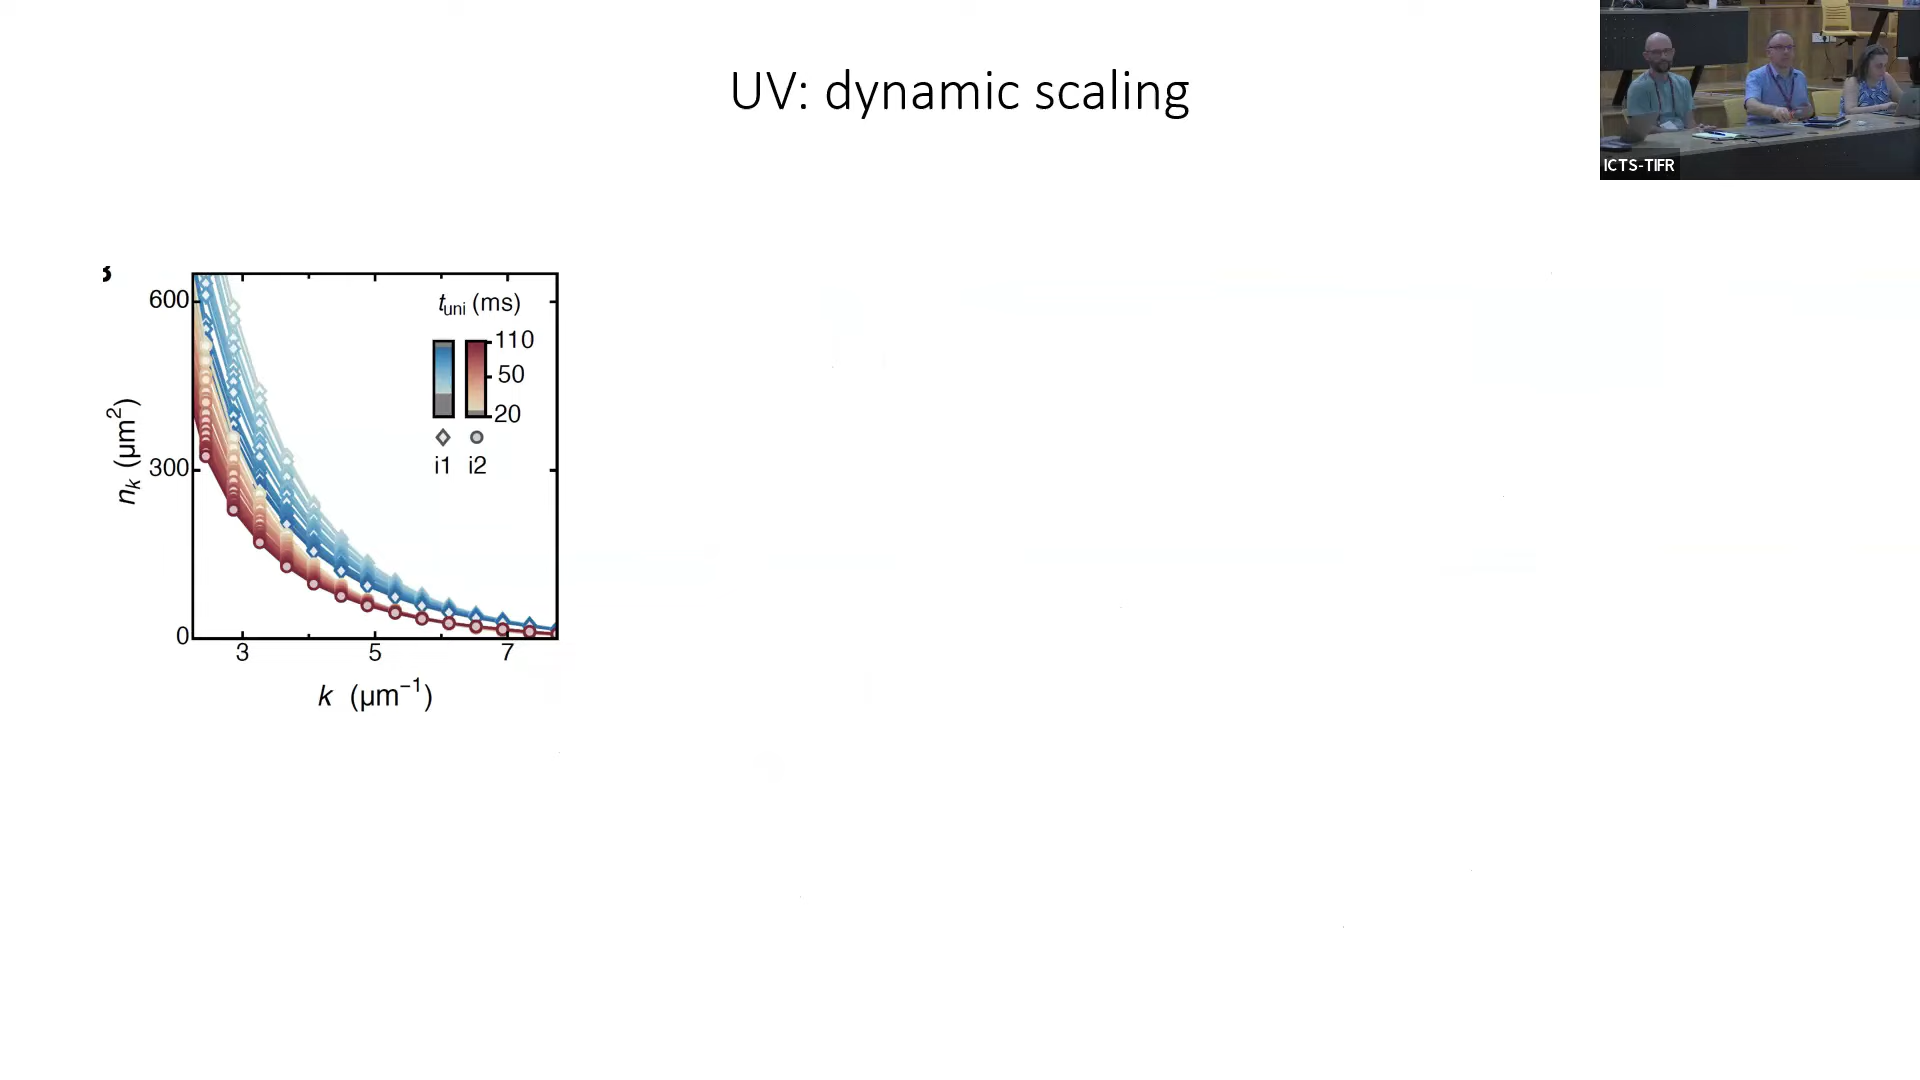 UV: dynamic scaling
ICTS-TIFR
600
300
0
nₖ (μm²)
t_uni (ms)
110
50
20
i1 i2
3 5 7
k (μm⁻¹)